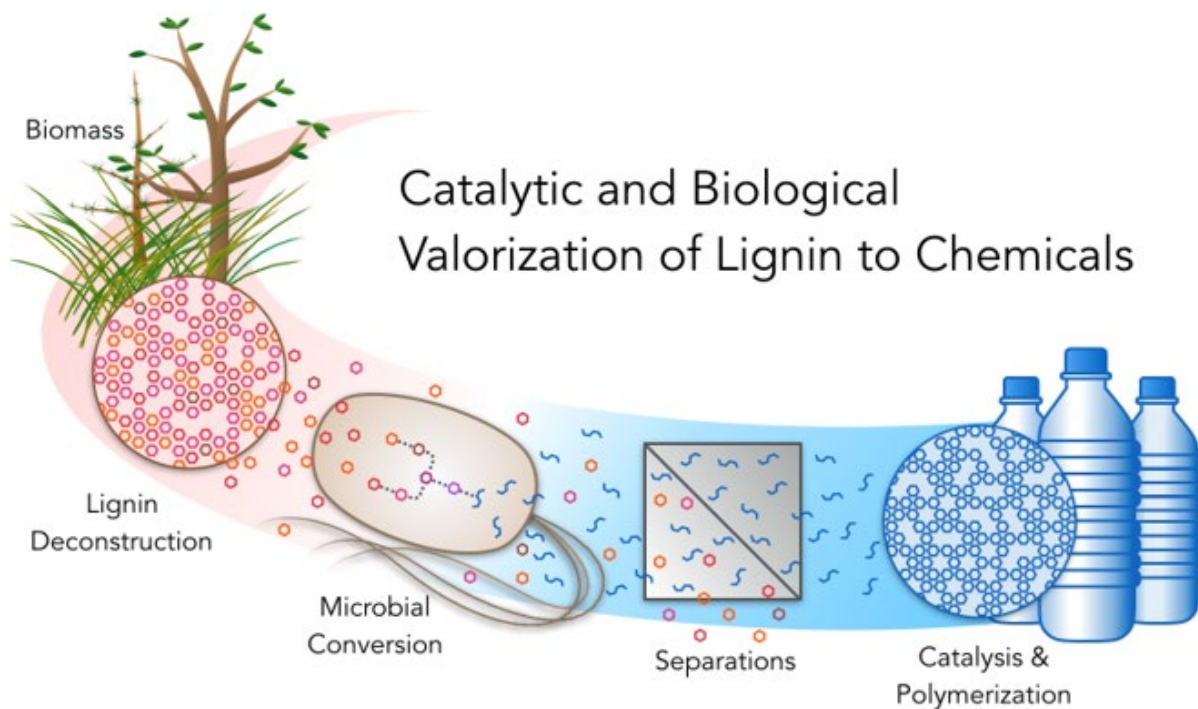 Biomass
Catalytic and Biological
Valorization of Lignin to Chemicals
Lignin
Deconstruction
Microbial
Conversion
Separations
Catalysis &
Polymerization